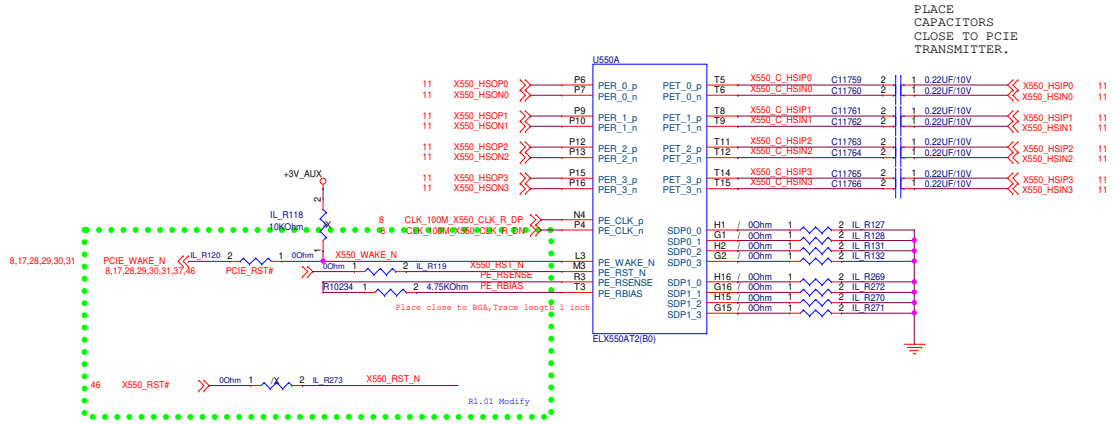 PLACE
CAPACITORS
CLOSE TO PCIE
TRANSMITTER.
U550A
11 X550_HSOP0 P6 PER_0_p PET_0_p T5 X550_C_HSIP0 C11759 2 1 0.22UF/10V X550_HSIP0 11
11 X550_HSON0 P7 PER_0_n PET_0_n T6 X550_C_HSIN0 C11760 2 1 0.22UF/10V X550_HSIN0 11
11 X550_HSOP1 P9 PER_1_p PET_1_p T8 X550_C_HSIP1 C11761 2 1 0.22UF/10V X550_HSIP1 11
11 X550_HSON1 P10 PER_1_n PET_1_n T9 X550_C_HSIN1 C11762 2 1 0.22UF/10V X550_HSIN1 11
11 X550_HSOP2 P12 PER_2_p PET_2_p T11 X550_C_HSIP2 C11763 2 1 0.22UF/10V X550_HSIP2 11
11 X550_HSON2 P13 PER_2_n PET_2_n T12 X550_C_HSIN2 C11764 2 1 0.22UF/10V X550_HSIN2 11
11 X550_HSOP3 P15 PER_3_p PET_3_p T14 X550_C_HSIP3 C11765 2 1 0.22UF/10V X550_HSIP3 11
11 X550_HSON3 P16 PER_3_n PET_3_n T15 X550_C_HSIN3 C11766 2 1 0.22UF/10V X550_HSIN3 11
+3V_AUX
2
IL_R118 /X
10KOhm
1
8 CLK_100M_X550_CLK_R_DP N4 PE_CLK_p
8 CLK_100M_X550_CLK_R_DN P4 PE_CLK_n
SDP0_0 H1 / 0Ohm 1 2 IL_R127
SDP0_1 G1 / 0Ohm 1 2 IL_R128
SDP0_2 H2 / 0Ohm 1 2 IL_R131
SDP0_3 G2 / 0Ohm 1 2 IL_R132
8,17,28,29,30,31 PCIE_WAKE_N IL_R120 2 1 0Ohm X550_WAKE_N L3 PE_WAKE_N
8,17,28,29,30,31,37,46 PCIE_RST# 0Ohm 1 2 IL_R119 X550_RST_N M3 PE_RST_N
PE_RSENSE R3 PE_RSENSE
R10234 1 2 4.75KOhm PE_RBIAS T3 PE_RBIAS
SDP1_0 H16 / 0Ohm 1 2 IL_R269
SDP1_1 G16 / 0Ohm 1 2 IL_R272
SDP1_2 H15 / 0Ohm 1 2 IL_R270
SDP1_3 G15 / 0Ohm 1 2 IL_R271
Place close to BGA,Trace length 1 inch
ELX550AT2(B0)
46 X550_RST# 0Ohm 1 /X 2 IL_R273 X550_RST_N
R1.01 Modify